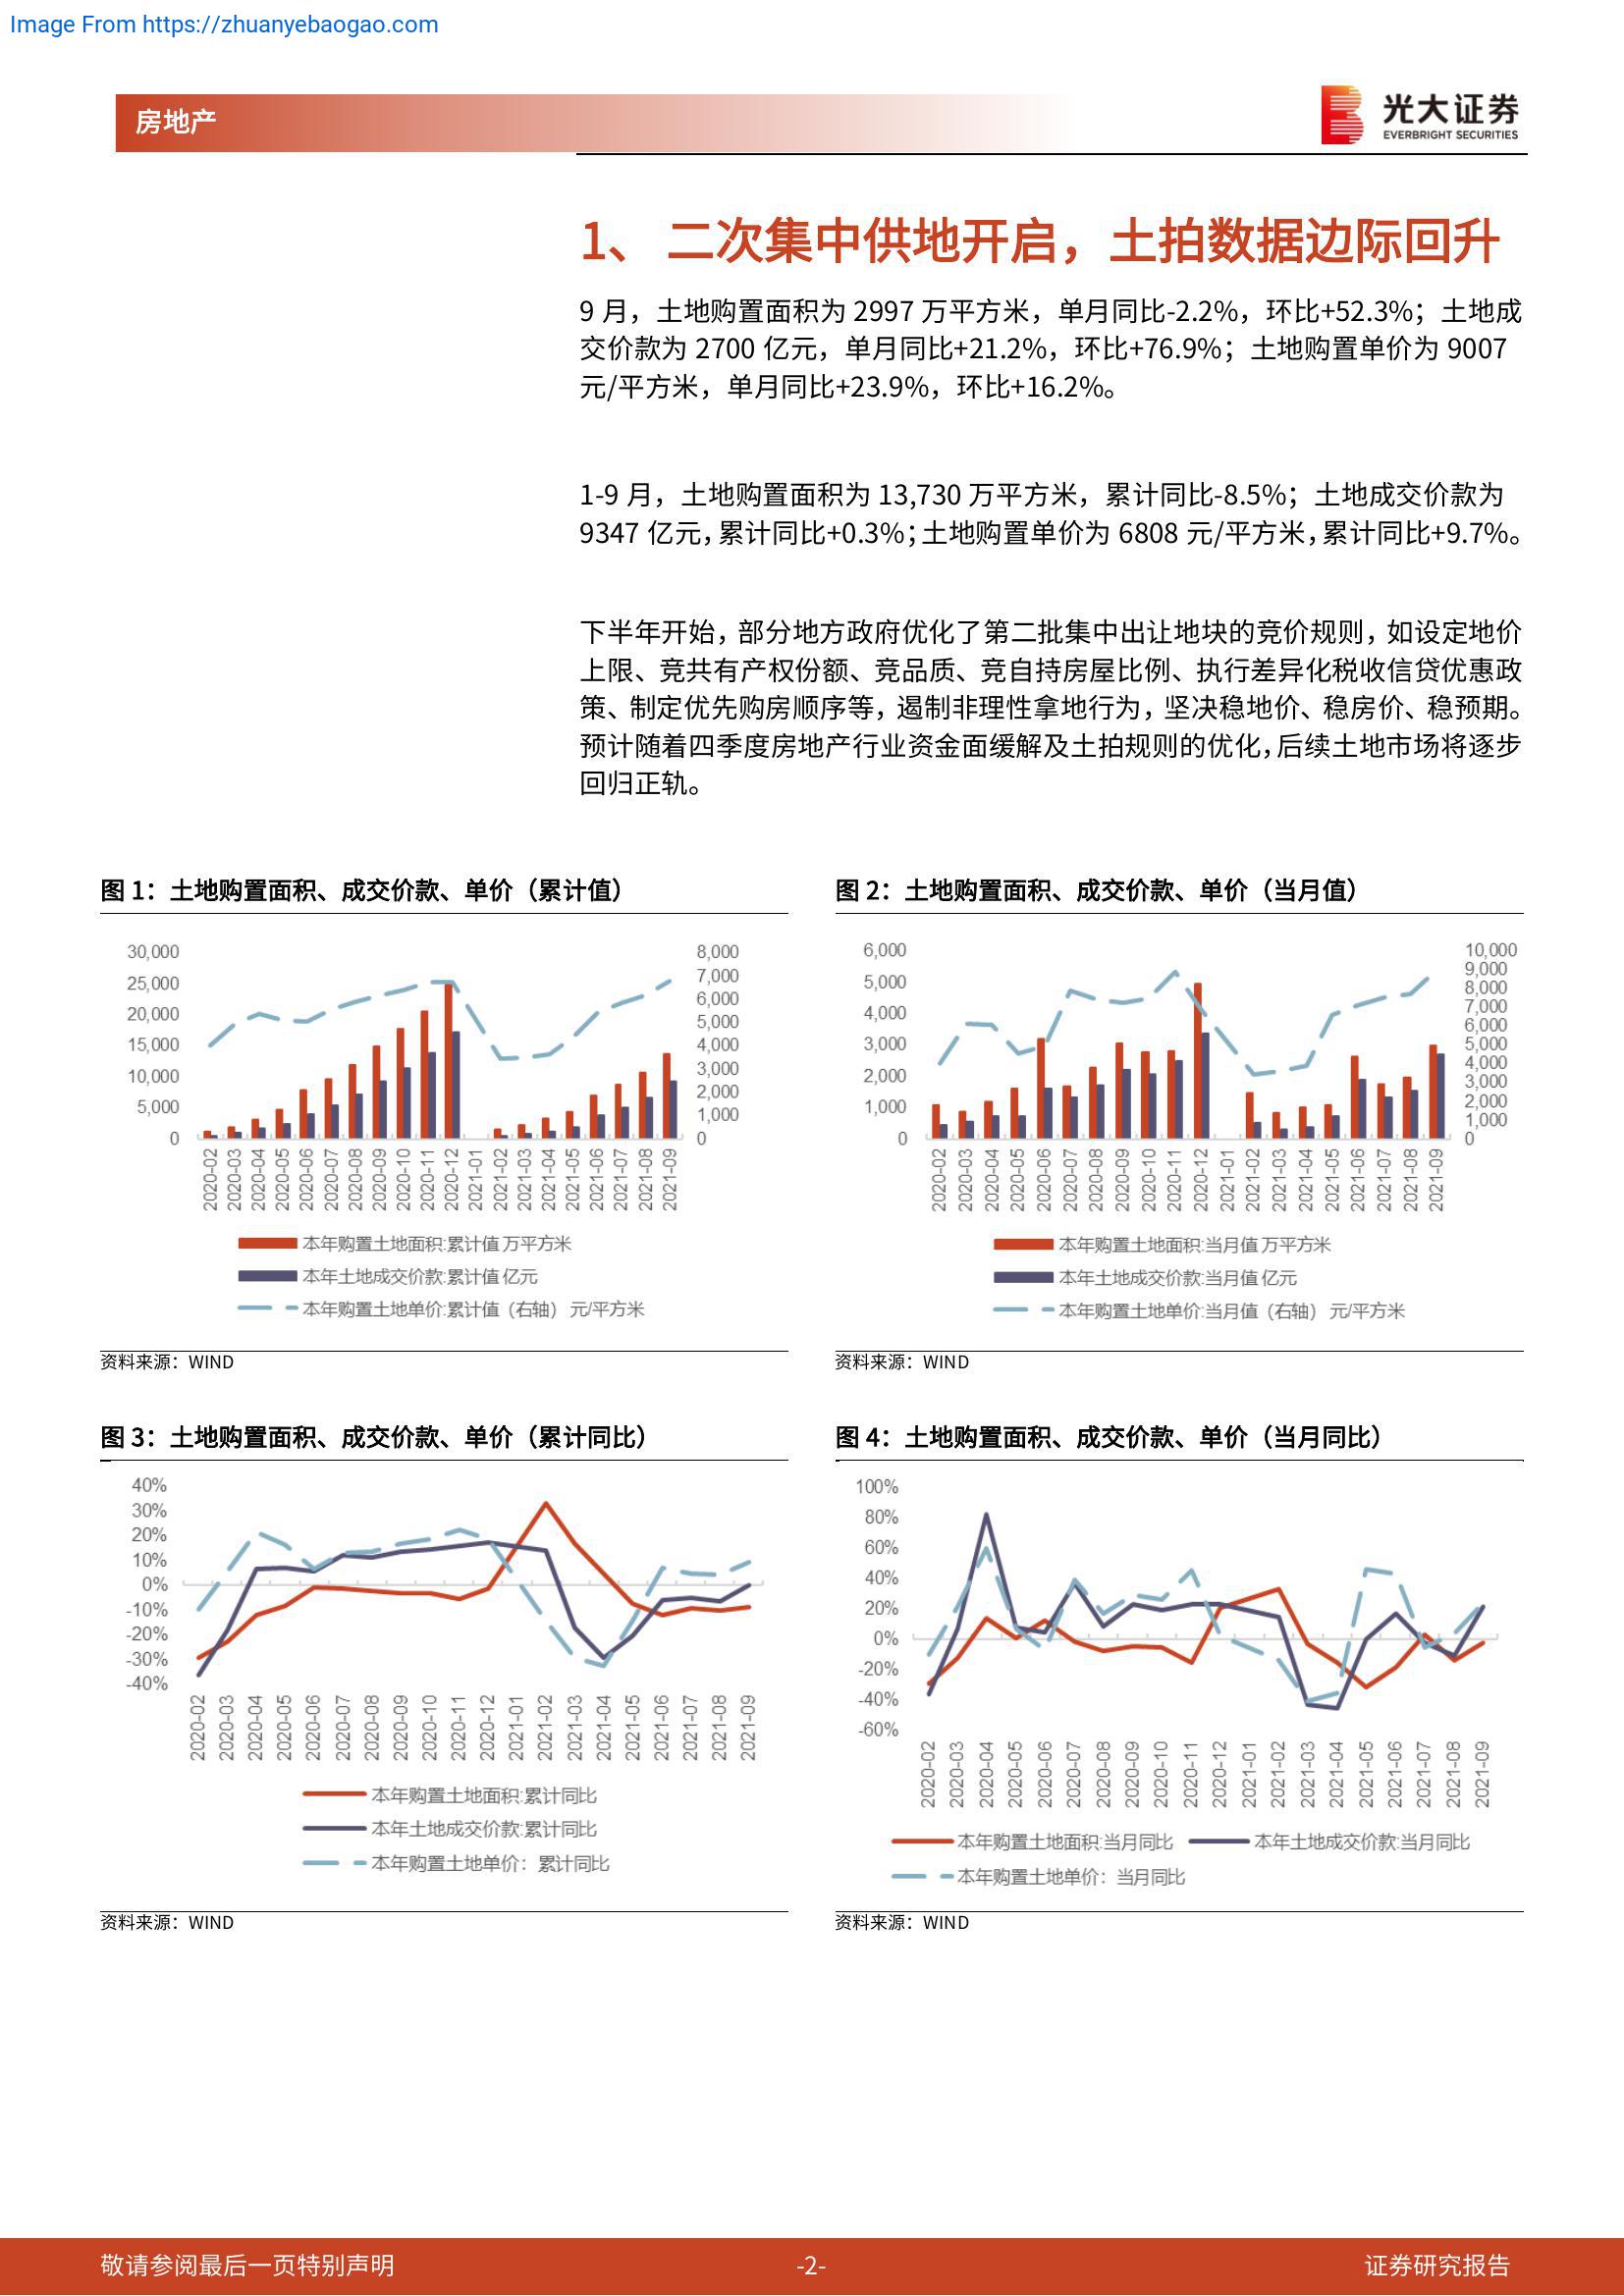 Image From https://zhuanyebaogao.com
房地产
光大证券
EVERBRIGHT SECURITIES
1、 二次集中供地开启，土拍数据边际回升
9 月，土地购置面积为 2997 万平方米，单月同比-2.2%，环比+52.3%；土地成
交价款为 2700 亿元，单月同比+21.2%，环比+76.9%；土地购置单价为 9007
元/平方米，单月同比+23.9%，环比+16.2%。
1-9 月，土地购置面积为 13,730 万平方米，累计同比-8.5%；土地成交价款为
9347 亿元，累计同比+0.3%；土地购置单价为 6808 元/平方米，累计同比+9.7%。
下半年开始，部分地方政府优化了第二批集中出让地块的竞价规则，如设定地价
上限、竞共有产权份额、竞品质、竞自持房屋比例、执行差异化税收信贷优惠政
策、制定优先购房顺序等，遏制非理性拿地行为，坚决稳地价、稳房价、稳预期。
预计随着四季度房地产行业资金面缓解及土拍规则的优化，后续土地市场将逐步
回归正轨。
图 1：土地购置面积、成交价款、单价（累计值）
30,000
25,000
20,000
15,000
10,000
5,000
0
8,000
7,000
6,000
5,000
4,000
3,000
2,000
1,000
0
2020-02 2020-03 2020-04 2020-05 2020-06 2020-07 2020-08 2020-09 2020-10 2020-11 2020-12 2021-01 2021-02 2021-03 2021-04 2021-05 2021-06 2021-07 2021-08 2021-09
本年购置土地面积:累计值 万平方米
本年土地成交价款:累计值 亿元
本年购置土地单价:累计值（右轴） 元/平方米
资料来源：WIND
图 2：土地购置面积、成交价款、单价（当月值）
6,000
5,000
4,000
3,000
2,000
1,000
0
10,000
9,000
8,000
7,000
6,000
5,000
4,000
3,000
2,000
1,000
0
2020-02 2020-03 2020-04 2020-05 2020-06 2020-07 2020-08 2020-09 2020-10 2020-11 2020-12 2021-01 2021-02 2021-03 2021-04 2021-05 2021-06 2021-07 2021-08 2021-09
本年购置土地面积:当月值 万平方米
本年土地成交价款:当月值 亿元
本年购置土地单价:当月值（右轴） 元/平方米
资料来源：WIND
图 3：土地购置面积、成交价款、单价（累计同比）
40%
30%
20%
10%
0%
-10%
-20%
-30%
-40%
2020-02 2020-03 2020-04 2020-05 2020-06 2020-07 2020-08 2020-09 2020-10 2020-11 2020-12 2021-01 2021-02 2021-03 2021-04 2021-05 2021-06 2021-07 2021-08 2021-09
本年购置土地面积:累计同比
本年土地成交价款:累计同比
本年购置土地单价：累计同比
资料来源：WIND
图 4：土地购置面积、成交价款、单价（当月同比）
100%
80%
60%
40%
20%
0%
-20%
-40%
-60%
2020-02 2020-03 2020-04 2020-05 2020-06 2020-07 2020-08 2020-09 2020-10 2020-11 2020-12 2021-01 2021-02 2021-03 2021-04 2021-05 2021-06 2021-07 2021-08 2021-09
本年购置土地面积:当月同比 本年土地成交价款:当月同比
本年购置土地单价：当月同比
资料来源：WIND
敬请参阅最后一页特别声明
-2-
证券研究报告